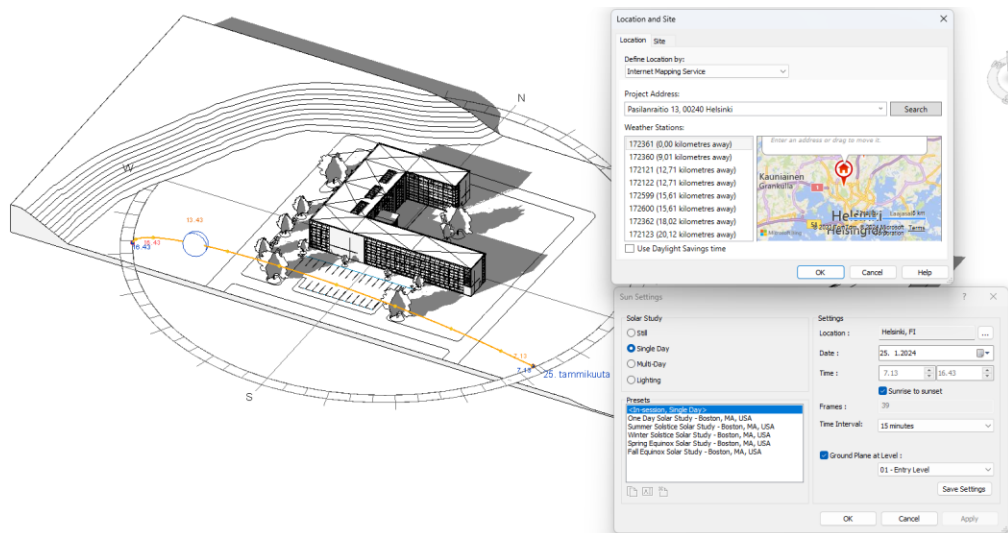 N
W
13.43
16.43
16.43
7.13
7.13
25. tammikuuta
S
Location and Site
Location
Site
Define Location by:
Internet Mapping Service
Project Address:
Pasilanraitio 13, 00240 Helsinki
Search
Weather Stations:
172361 (0,00 kilometres away)
172360 (9,01 kilometres away)
172121 (12,71 kilometres away)
172122 (12,71 kilometres away)
172599 (15,61 kilometres away)
172600 (15,61 kilometres away)
172362 (18,02 kilometres away)
172123 (20,12 kilometres away)
Enter an address or drag to move it.
Kauniainen
Grankulla
1
Helsinki
Helsingfors
5 km
Terms
Use Daylight Savings time
OK
Cancel
Help
Sun Settings
?
Solar Study
Still
Single Day
Multi-Day
Lighting
Presets
<In-session, Single Day>
One Day Solar Study - Boston, MA, USA
Summer Solstice Solar Study - Boston, MA, USA
Winter Solstice Solar Study - Boston, MA, USA
Spring Equinox Solar Study - Boston, MA, USA
Fall Equinox Solar Study - Boston, MA, USA
Settings
Location :
Helsinki, FI
...
Date :
25. 1.2024
Time :
7.13
16.43
Sunrise to sunset
Frames :
39
Time Interval:
15 minutes
Ground Plane at Level :
01 - Entry Level
Save Settings
OK
Cancel
Apply